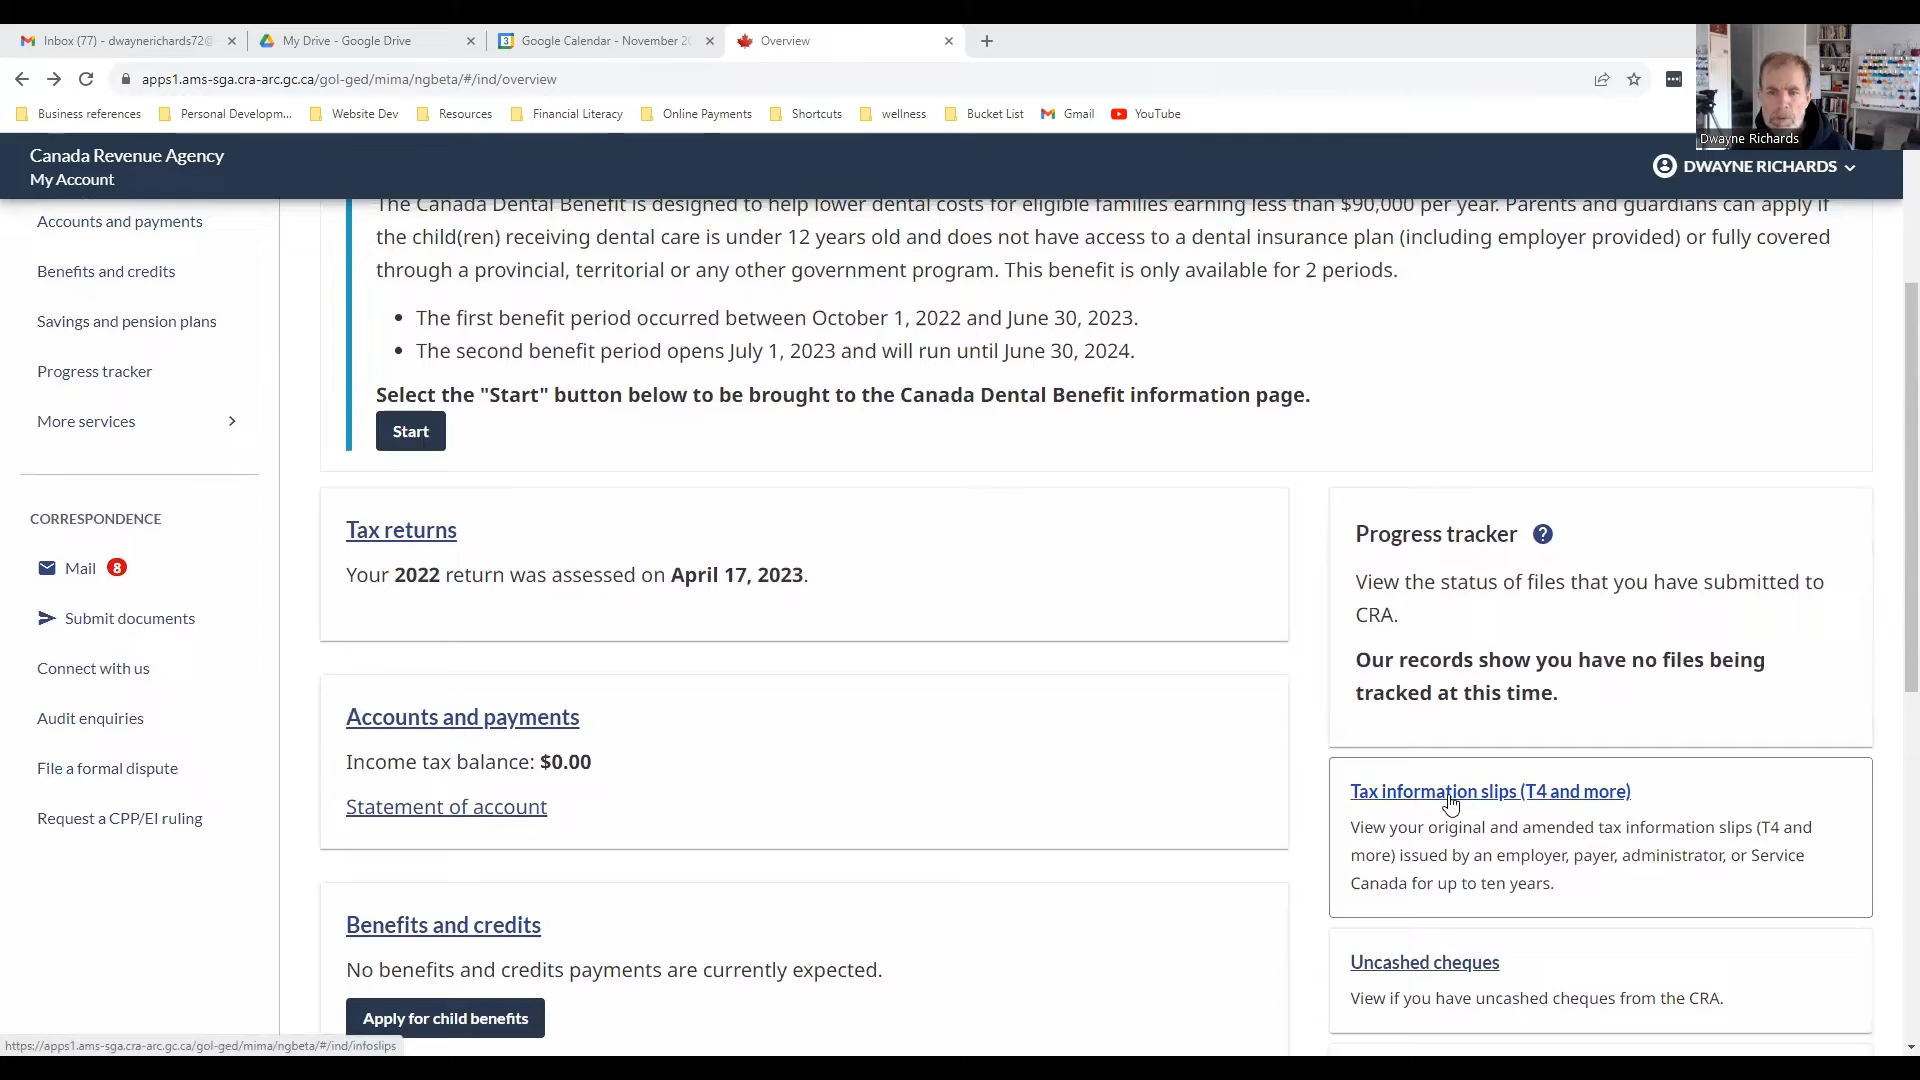 Inbox (77) - dwaynerichards72@
My Drive - Google Drive
Google Calendar - November 20
Overview
apps1.ams-sga.cra-arc.gc.ca/gol-ged/mima/ngbeta/#/ind/overview
Business references
Personal Developm...
Website Dev
Resources
Financial Literacy
Online Payments
Shortcuts
wellness
Bucket List
Gmail
YouTube
Dwayne Richards
Canada Revenue Agency
My Account
DWAYNE RICHARDS
Accounts and payments
Benefits and credits
Savings and pension plans
Progress tracker
More services
CORRESPONDENCE
Mail 8
Submit documents
Connect with us
Audit enquiries
File a formal dispute
Request a CPP/EI ruling
The Canada Dental Benefit is designed to help lower dental costs for eligible families earning less than $90,000 per year. Parents and guardians can apply if
the child(ren) receiving dental care is under 12 years old and does not have access to a dental insurance plan (including employer provided) or fully covered
through a provincial, territorial or any other government program. This benefit is only available for 2 periods.
• The first benefit period occurred between October 1, 2022 and June 30, 2023.
• The second benefit period opens July 1, 2023 and will run until June 30, 2024.
Select the "Start" button below to be brought to the Canada Dental Benefit information page.
Start
Tax returns
Your 2022 return was assessed on April 17, 2023.
Accounts and payments
Income tax balance: $0.00
Statement of account
Benefits and credits
No benefits and credits payments are currently expected.
Apply for child benefits
Progress tracker ?
View the status of files that you have submitted to
CRA.
Our records show you have no files being
tracked at this time.
Tax information slips (T4 and more)
View your original and amended tax information slips (T4 and
more) issued by an employer, payer, administrator, or Service
Canada for up to ten years.
Uncashed cheques
View if you have uncashed cheques from the CRA.
https://apps1.ams-sga.cra-arc.gc.ca/gol-ged/mima/ngbeta/#/ind/infoslips